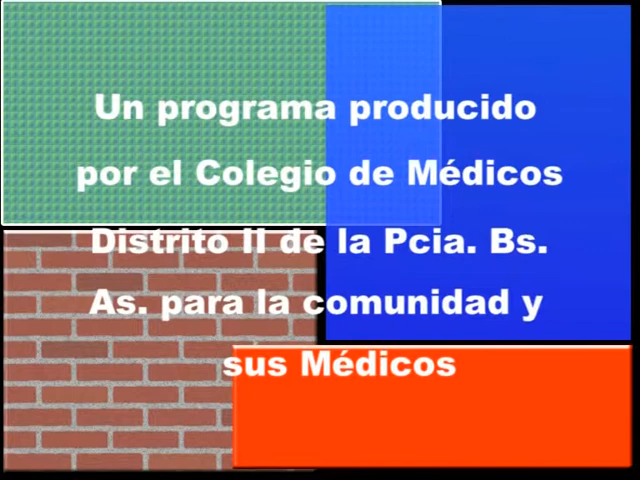 Un programa producido
por el Colegio de Médicos
Distrito II de la Pcia. Bs.
As. para la comunidad y
sus Médicos